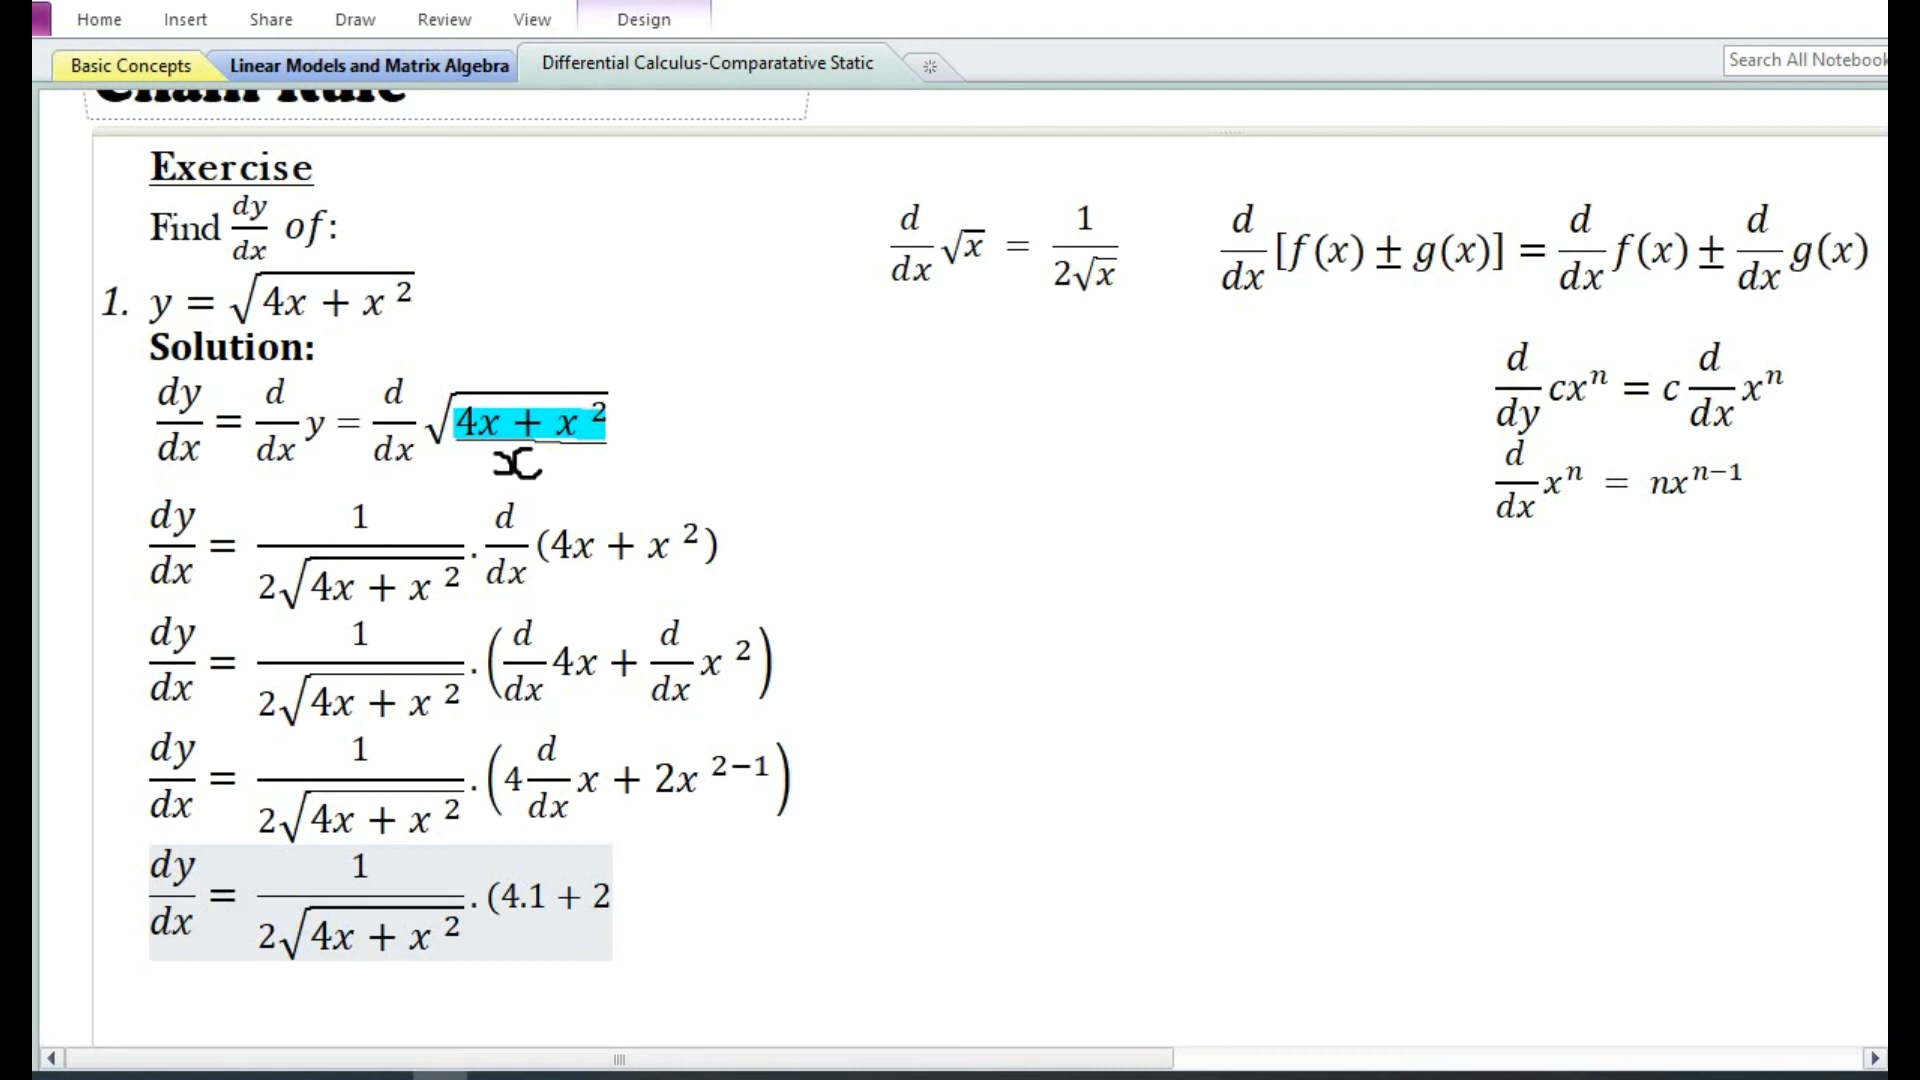 Home Insert Share Draw Review View Design
Basic Concepts Linear Models and Matrix Algebra Differential Calculus-Comparatative Static Search All Notebook
Chain Rule
Exercise
Find dy/dx of:
1. y = √(4x + x²)
Solution:
dy/dx = d/dx y = d/dx √(4x + x²)
x
dy/dx = 1/(2√(4x + x²)) . d/dx (4x + x²)
dy/dx = 1/(2√(4x + x²)) . (d/dx 4x + d/dx x²)
dy/dx = 1/(2√(4x + x²)) . (4 d/dx x + 2x²⁻¹)
dy/dx = 1/(2√(4x + x²)) . (4.1 + 2
d/dx √x = 1/(2√x)
d/dx [f(x) ± g(x)] = d/dx f(x) ± d/dx g(x)
d/dy cxⁿ = c d/dx xⁿ
d/dx xⁿ = nxⁿ⁻¹